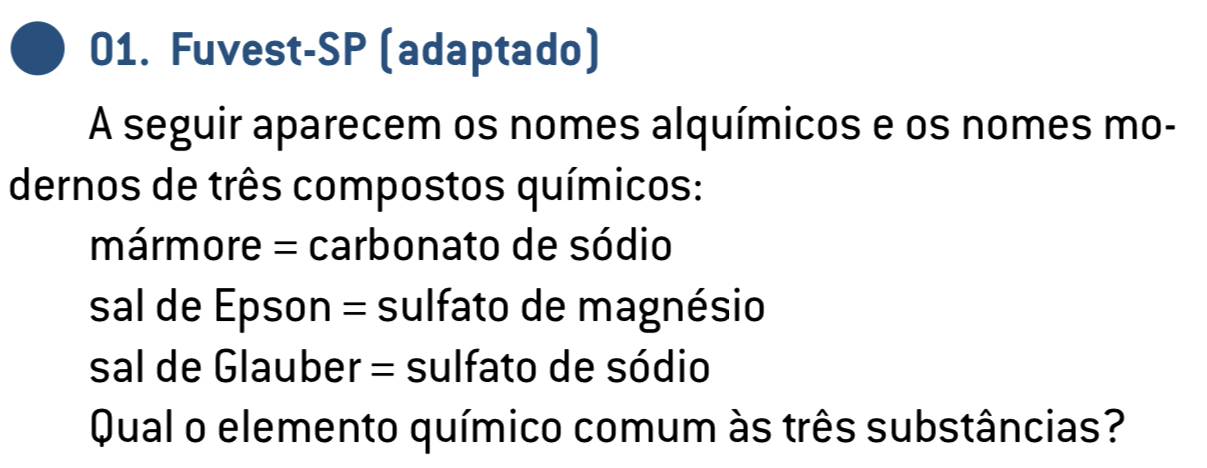 01. Fuvest-SP (adaptado)
A seguir aparecem os nomes alquímicos e os nomes mo-
dernos de três compostos químicos:
mármore = carbonato de sódio
sal de Epson = sulfato de magnésio
sal de Glauber = sulfato de sódio
Qual o elemento químico comum às três substâncias?